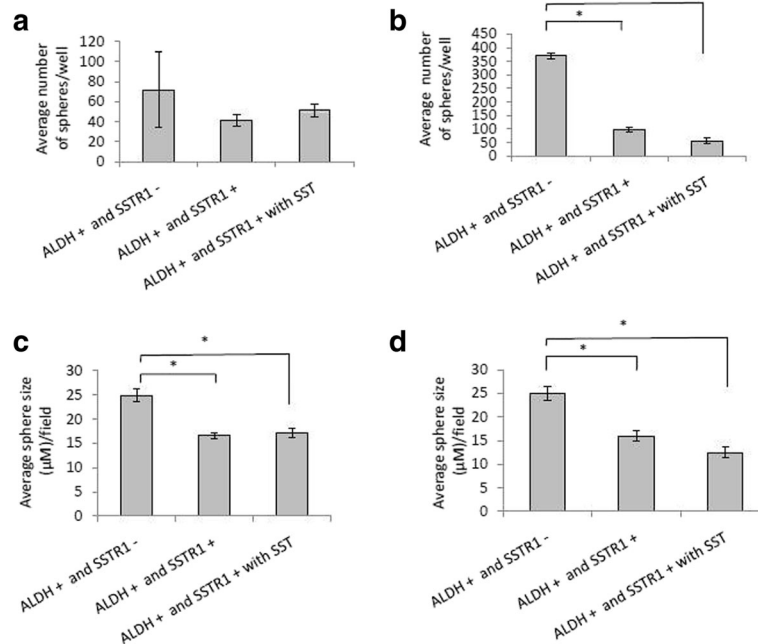 a
Average number
of spheres/well
120
100
80
60
40
20
0
ALDH + and SSTR1 -
ALDH + and SSTR1 +
ALDH + and SSTR1 + with SST
b
Average number
of spheres/well
450
400
350
300
250
200
150
100
50
0
*
*
ALDH + and SSTR1 -
ALDH + and SSTR1 +
ALDH + and SSTR1 + with SST
c
Average sphere size
(µM)/field
30
25
20
15
10
5
0
*
*
ALDH + and SSTR1 -
ALDH + and SSTR1 +
ALDH + and SSTR1 + with SST
d
Average sphere size
(µM)/field
30
25
20
15
10
5
0
*
*
ALDH + and SSTR1 -
ALDH + and SSTR1 +
ALDH + and SSTR1 + with SST